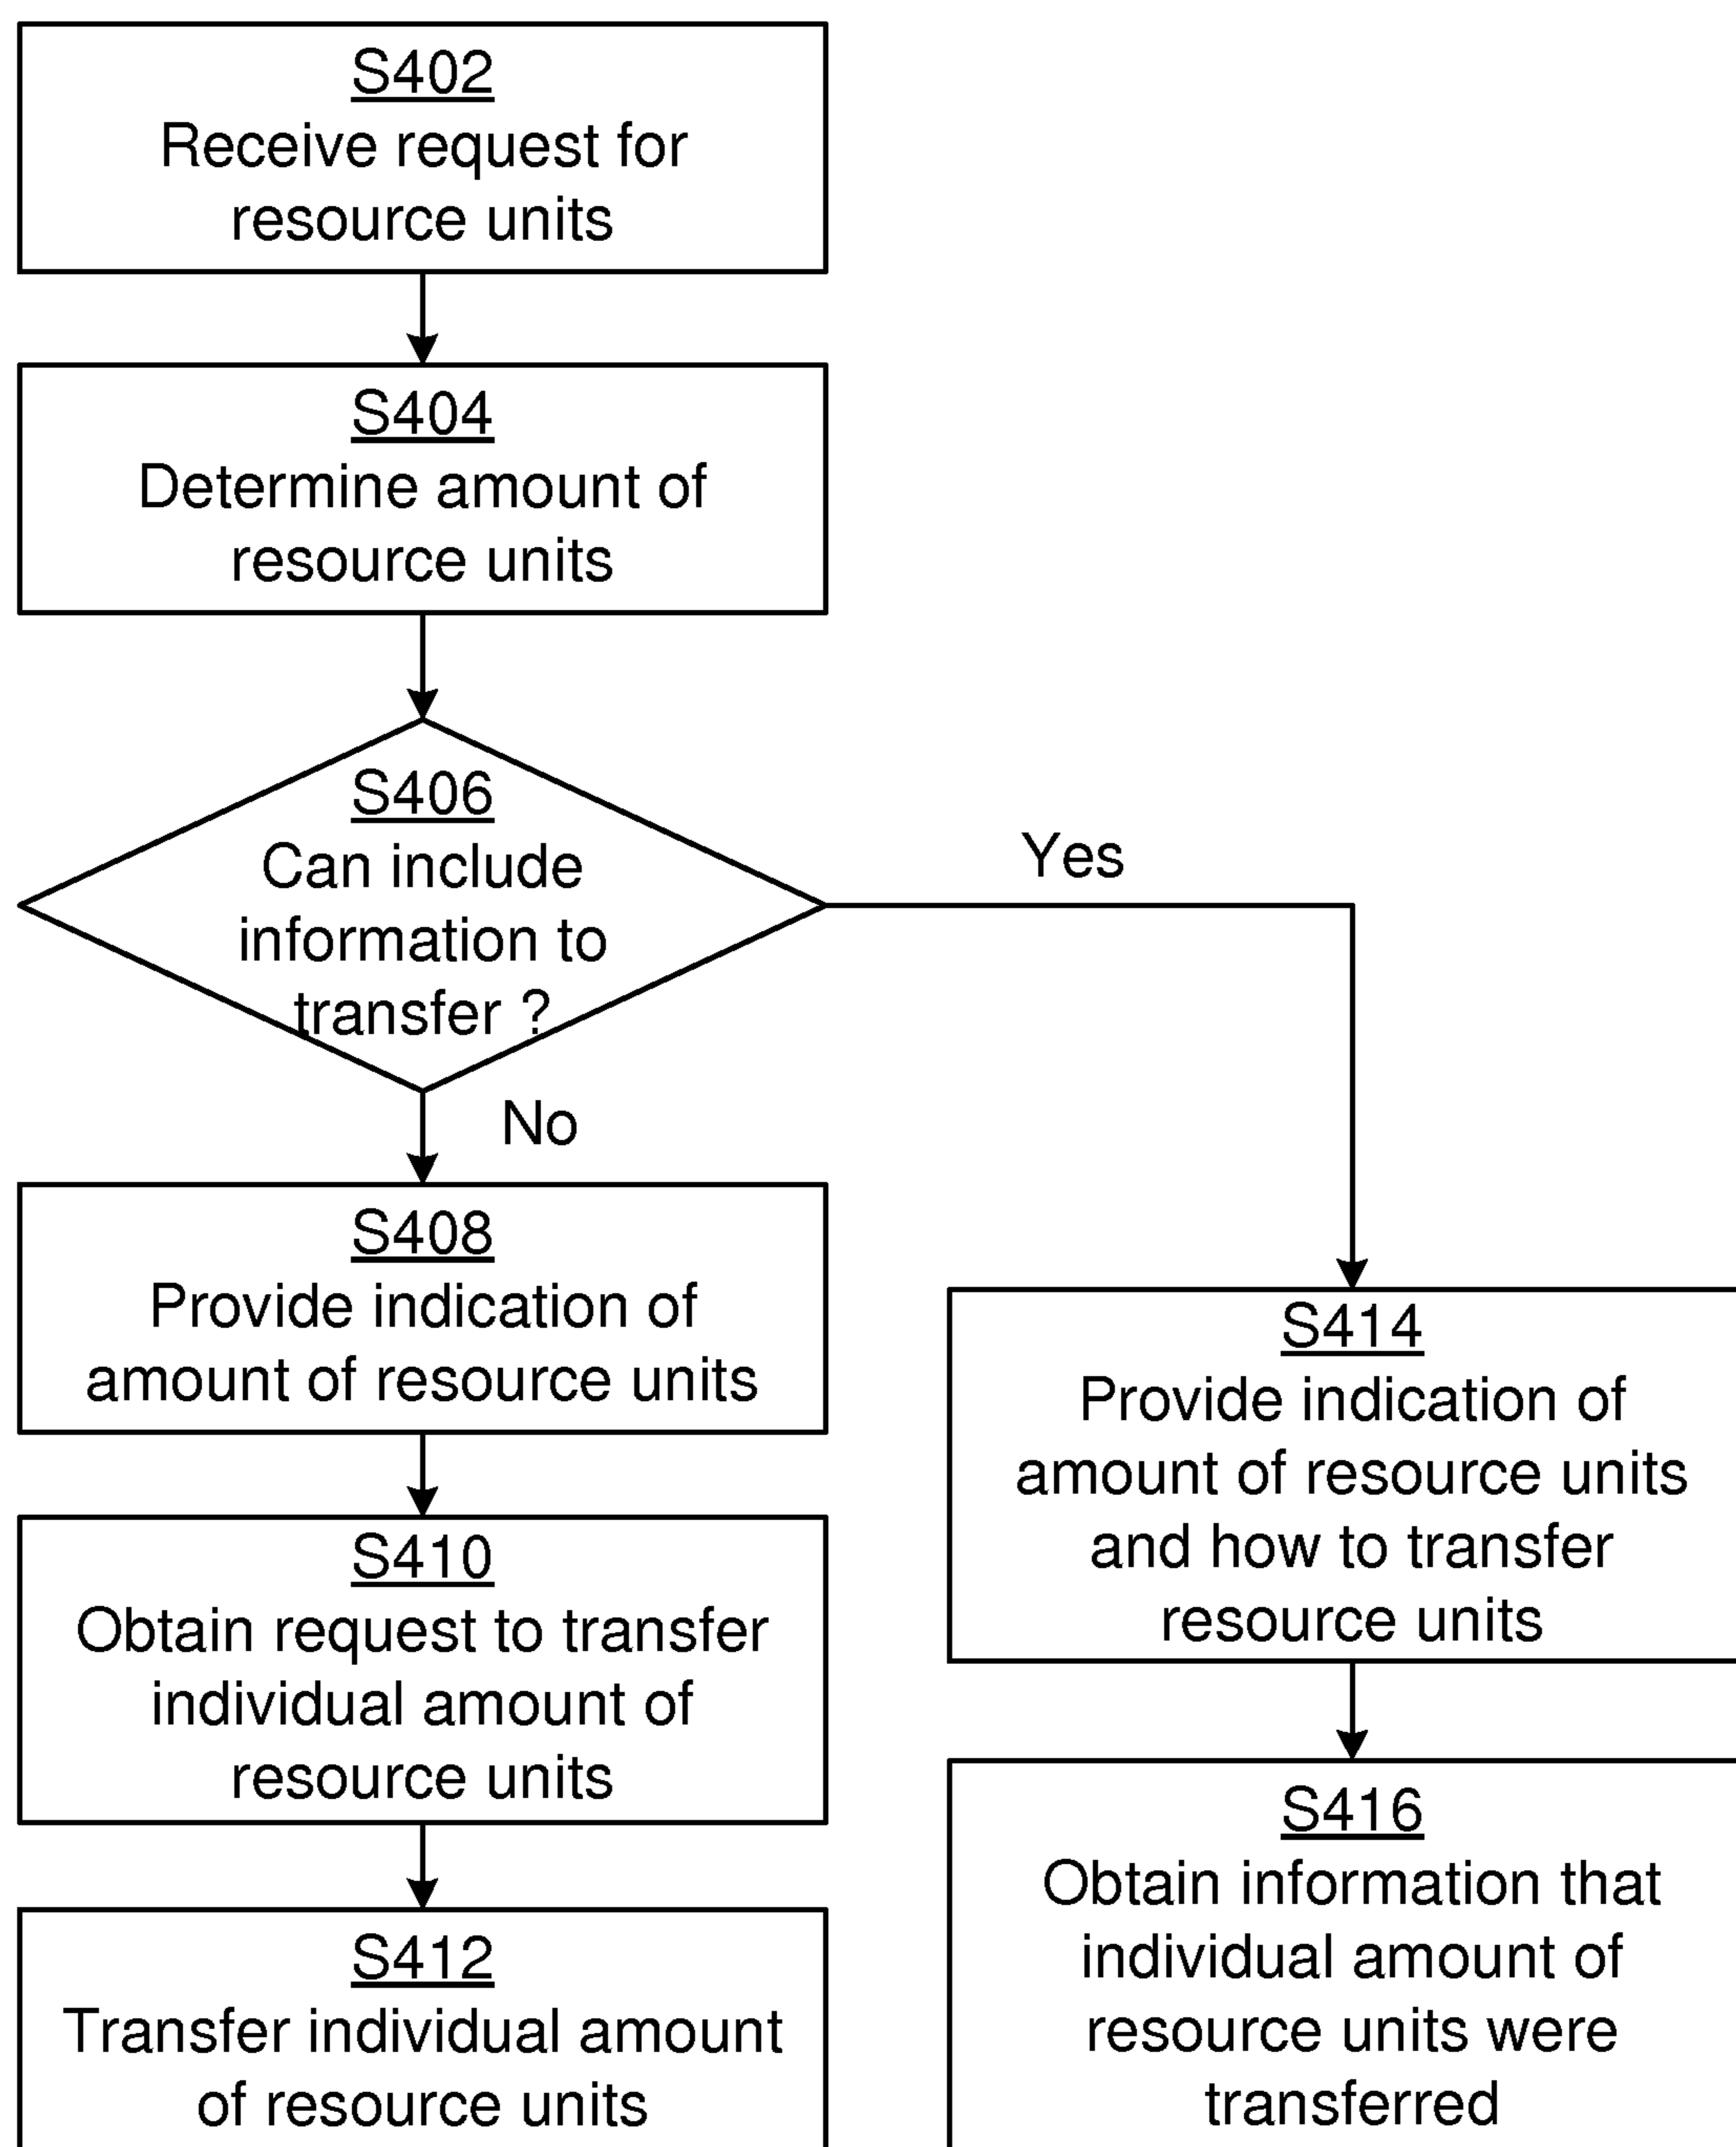 S402
Receive request for
resource units
S404
Determine amount of
resource units
S406
Can include
information to
transfer ?
Yes
No
S408
Provide indication of
amount of resource units
S410
Obtain request to transfer
individual amount of
resource units
S412
Transfer individual amount
of resource units
S414
Provide indication of
amount of resource units
and how to transfer
resource units
S416
Obtain information that
individual amount of
resource units were
transferred